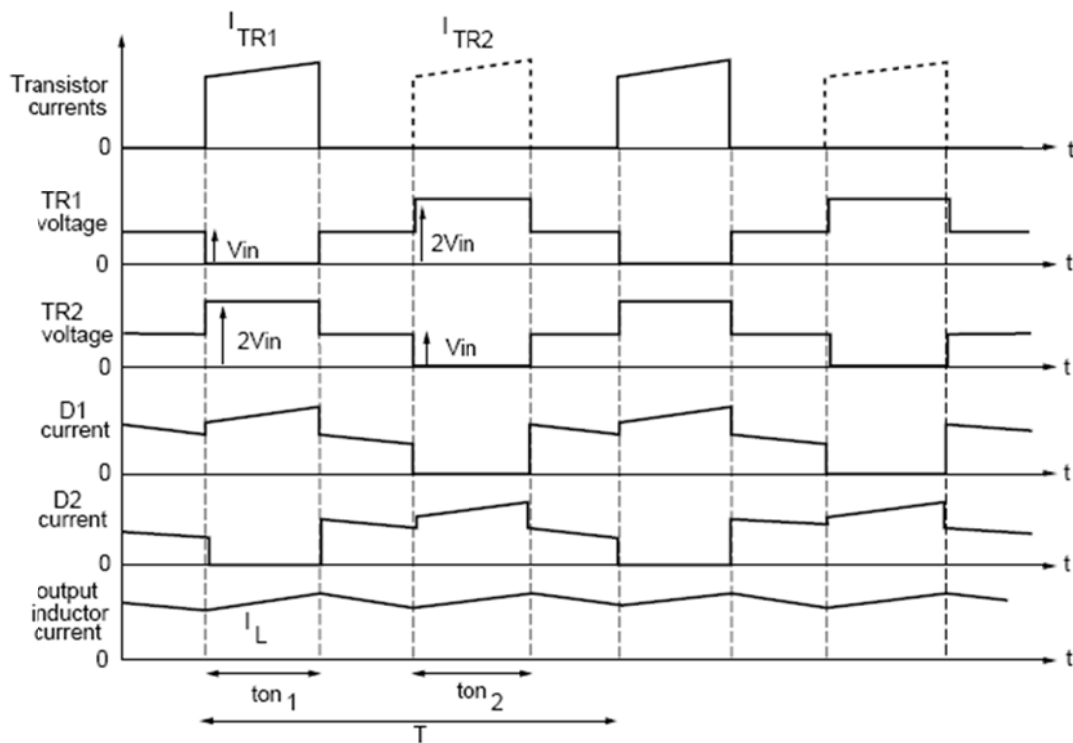 I TR1
I TR2
Transistor
currents
0
t
TR1
voltage
Vin
2Vin
0
t
TR2
voltage
2Vin
Vin
0
t
D1
current
0
t
D2
current
0
t
output
inductor
current
I L
0
t
ton 1
ton 2
T